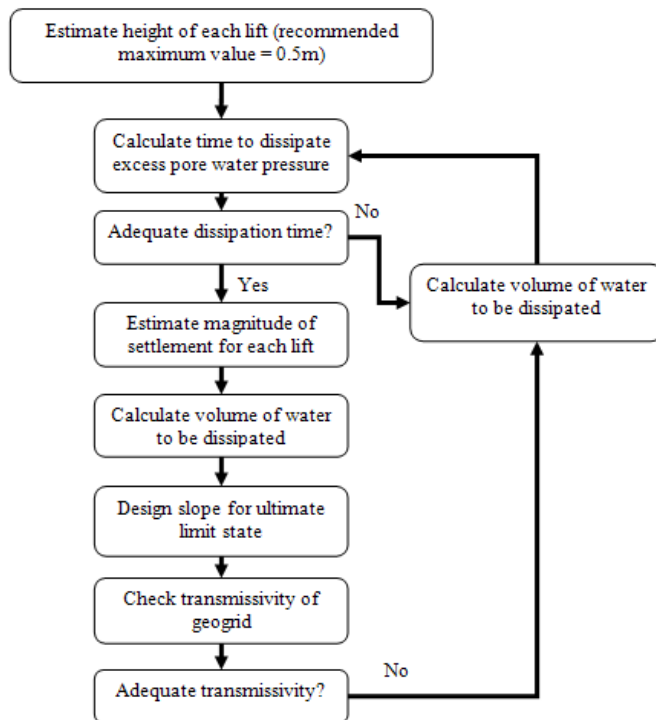 Estimate height of each lift (recommended
maximum value = 0.5m)
Calculate time to dissipate
excess pore water pressure
No
Adequate dissipation time?
Calculate volume of water
to be dissipated
Yes
Estimate magnitude of
settlement for each lift
Calculate volume of water
to be dissipated
Design slope for ultimate
limit state
Check transmissivity of
geogrid
No
Adequate transmissivity?